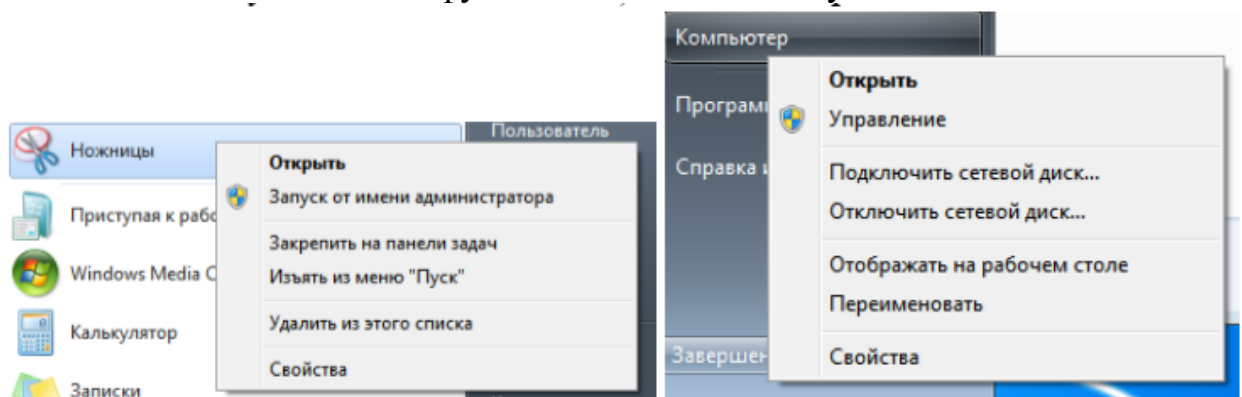 Ножницы
Приступая к рабо
Windows Media C
Калькулятор
Записки
Пользователь
Открыть
Запуск от имени администратора
Закрепить на панели задач
Изъять из меню "Пуск"
Удалить из этого списка
Свойства
Компьютер
Програм
Справка и
Завершен
Открыть
Управление
Подключить сетевой диск...
Отключить сетевой диск...
Отображать на рабочем столе
Переименовать
Свойства